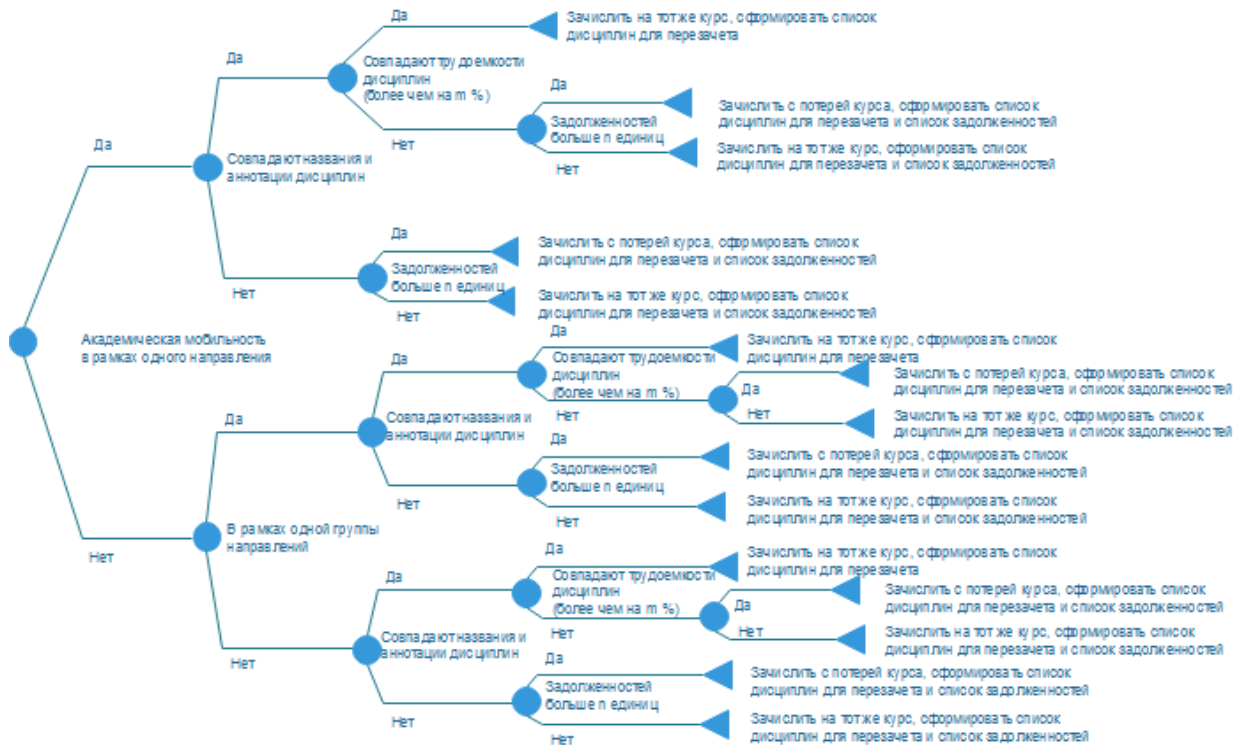 Да
Зачислить на тот же курс, сформировать список
дисциплин для перезачета
Да
Совпадают трудоемкости
дисциплин
(более чем на m %)
Да
Зачислить с потерей курса, сформировать список
дисциплин для перезачета и список задолженностей
Задолженностей
больше n единиц
Нет
Да
Зачислить на тот же курс, сформировать список
дисциплин для перезачета и список задолженностей
Нет
Совпадают названия и
аннотации дисциплин
Да
Зачислить с потерей курса, сформировать список
дисциплин для перезачета и список задолженностей
Задолженностей
больше n единиц
Нет
Зачислить на тот же курс, сформировать список
дисциплин для перезачета и список задолженностей
Нет
Академическая мобильность
в рамках одного направления
Да
Зачислить на тот же курс, сформировать список
дисциплин для перезачета
Да
Совпадают трудоемкости
дисциплин
(более чем на m %)
Зачислить с потерей курса, сформировать список
дисциплин для перезачета и список задолженностей
Да
Нет
Нет
Зачислить на тот же курс, сформировать список
дисциплин для перезачета и список задолженностей
Да
Совпадают названия и
аннотации дисциплин
Да
Зачислить с потерей курса, сформировать список
дисциплин для перезачета и список задолженностей
Задолженностей
больше n единиц
Нет
Зачислить на тот же курс, сформировать список
дисциплин для перезачета и список задолженностей
Нет
В рамках одной группы
направлений
Нет
Да
Зачислить на тот же курс, сформировать список
дисциплин для перезачета
Да
Совпадают трудоемкости
дисциплин
(более чем на m %)
Зачислить с потерей курса, сформировать список
дисциплин для перезачета и список задолженностей
Да
Нет
Нет
Зачислить на тот же курс, сформировать список
дисциплин для перезачета и список задолженностей
Совпадают названия и
аннотации дисциплин
Нет
Да
Зачислить с потерей курса, сформировать список
дисциплин для перезачета и список задолженностей
Задолженностей
больше n единиц
Нет
Зачислить на тот же курс, сформировать список
дисциплин для перезачета и список задолженностей
Нет